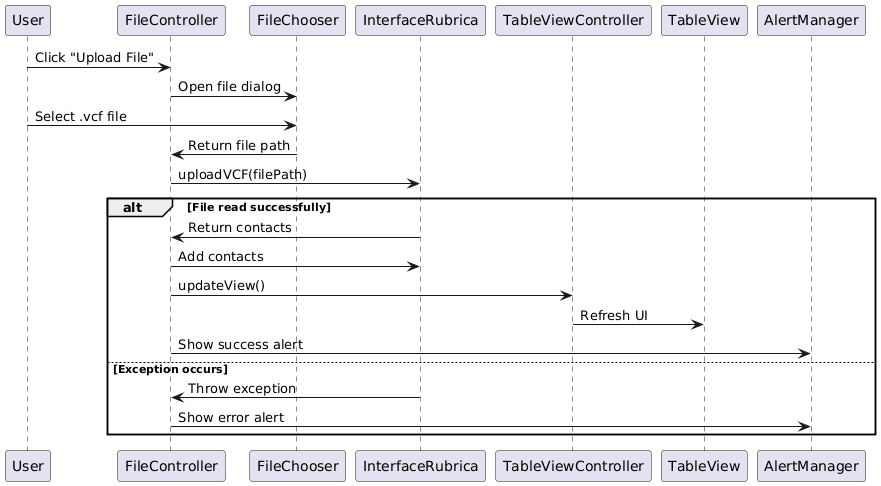 User FileController FileChooser InterfaceRubrica TableViewController TableView AlertManager
Click "Upload File"
Open file dialog
Select .vcf file
Return file path
uploadVCF(filePath)
alt [File read successfully]
Return contacts
Add contacts
updateView()
Refresh UI
Show success alert
[Exception occurs]
Throw exception
Show error alert
User FileController FileChooser InterfaceRubrica TableViewController TableView AlertManager